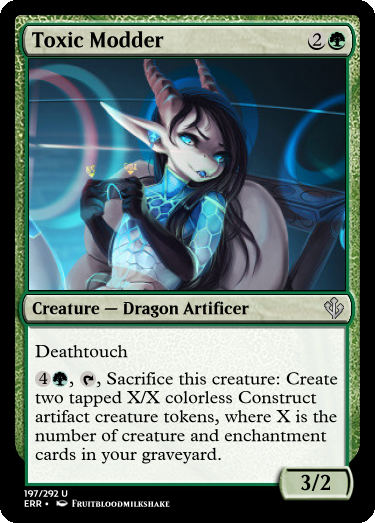 Toxic Modder 2
Creature — Dragon Artificer
Deathtouch
4, , Sacrifice this creature: Create
two tapped X/X colorless Construct
artifact creature tokens, where X is the
number of creature and enchantment
cards in your graveyard.
3/2
197/292 U
ERR • Fruitbloodmilkshake